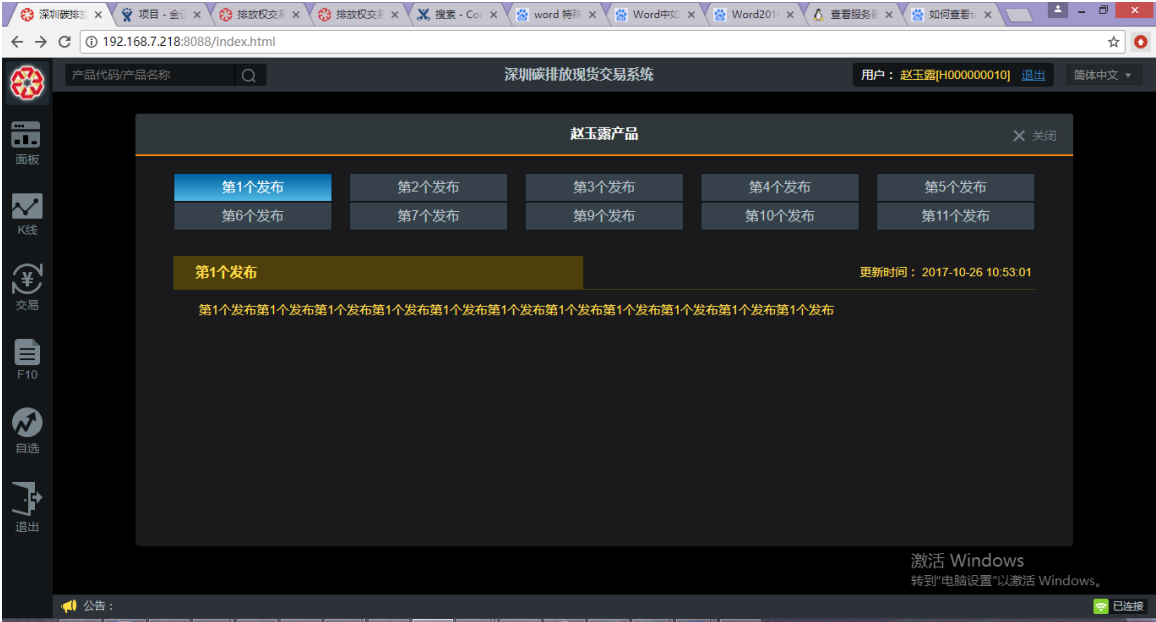 深圳碳排放
项目 - 金证
排放权交易
排放权交易
搜索 - Con
word 特殊
Word中如
Word201
查看服务器
如何查看t
192.168.7.218:8088/index.html
产品代码/产品名称
深圳碳排放现货交易系统
用户： 赵玉露[H000000010] 退出
简体中文 ▼
面板
K线
交易
F10
自选
退出
赵玉露产品
关闭
第1个发布 第2个发布 第3个发布 第4个发布 第5个发布
第6个发布 第7个发布 第9个发布 第10个发布 第11个发布
第1个发布
更新时间： 2017-10-26 10:53:01
第1个发布第1个发布第1个发布第1个发布第1个发布第1个发布第1个发布第1个发布第1个发布第1个发布第1个发布
激活 Windows
转到"电脑设置"以激活 Windows。
公告：
已连接